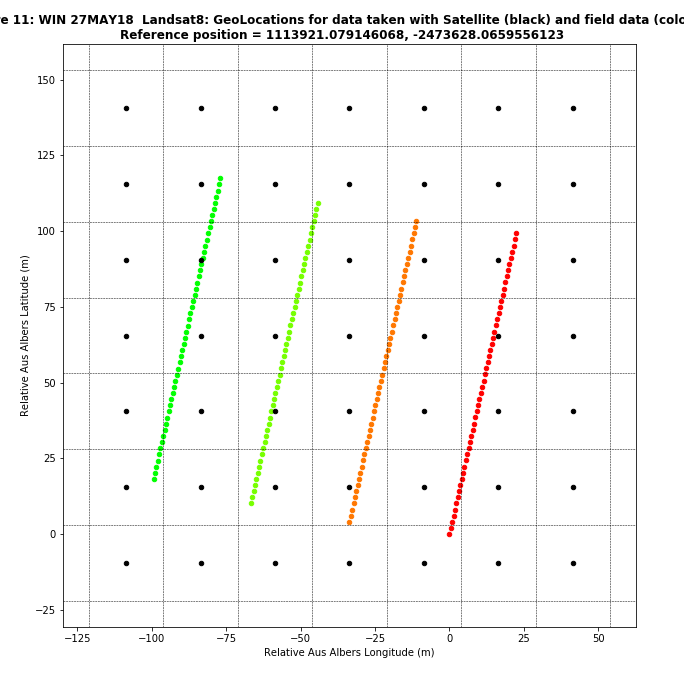 11: WIN 27MAY18 Landsat8: GeoLocations for data taken with Satellite (black) and field data
Reference position = 1113921.079146068, -2473628.0659556123
150
125
100
75
50
25
0
−25
Relative Aus Albers Latitude (m)
−125 −100 −75 −50 −25 0 25 50
Relative Aus Albers Longitude (m)